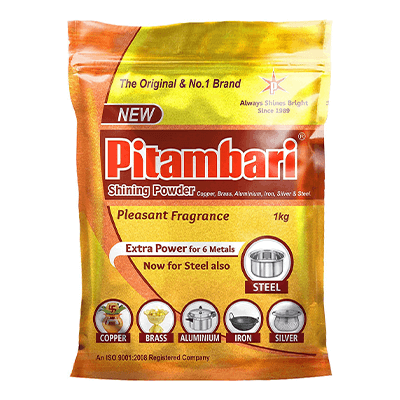 The Original & No.1 Brand
Always Shines Bright
Since 1989
NEW
Pitambari®
Shining Powder Copper, Brass, Aluminium, Iron, Silver & Steel.
Pleasant Fragrance 1kg
Extra Power for 6 Metals
Now for Steel also
STEEL
COPPER BRASS ALUMINIUM IRON SILVER
An ISO 9001:2008 Registered Company